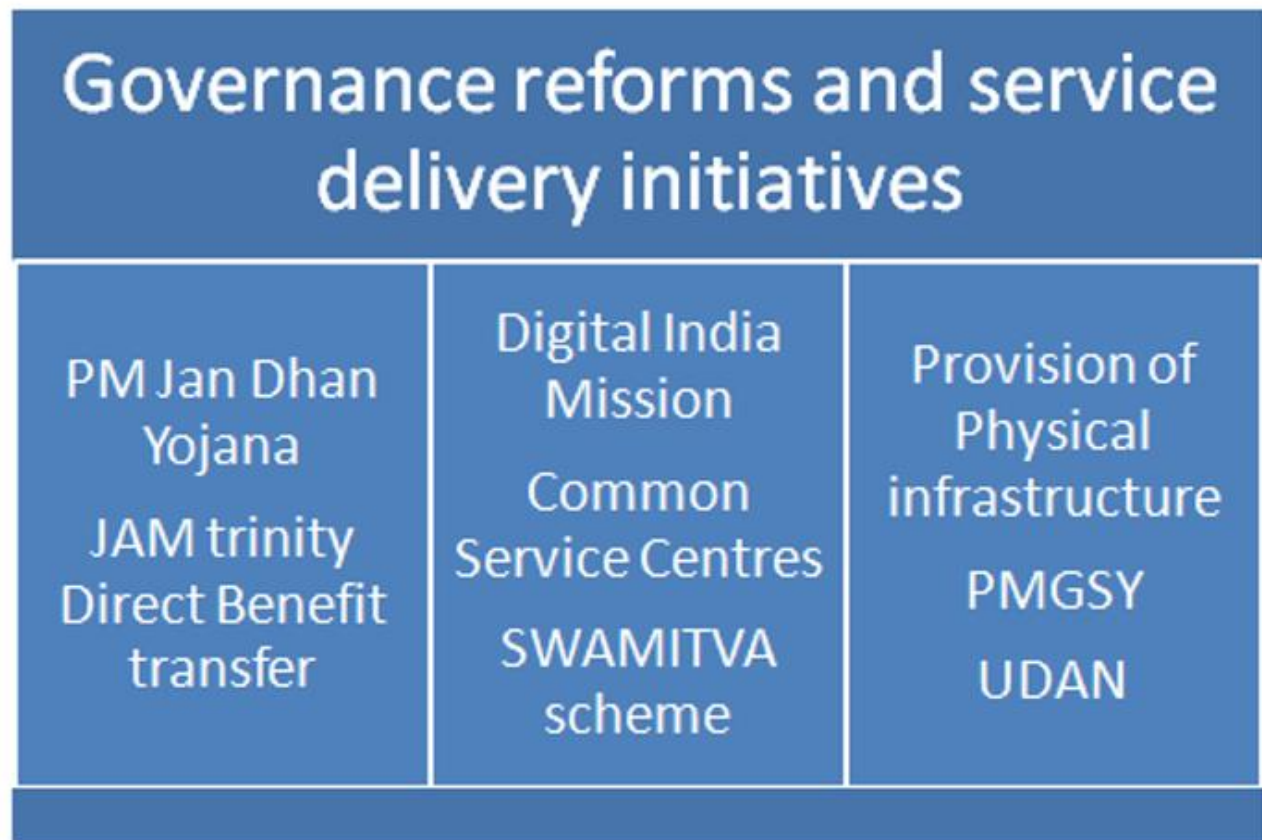 Governance reforms and service
delivery initiatives
PM Jan Dhan
Yojana
JAM trinity
Direct Benefit
transfer
Digital India
Mission
Common
Service Centres
SWAMITVA
scheme
Provision of
Physical
infrastructure
PMGSY
UDAN